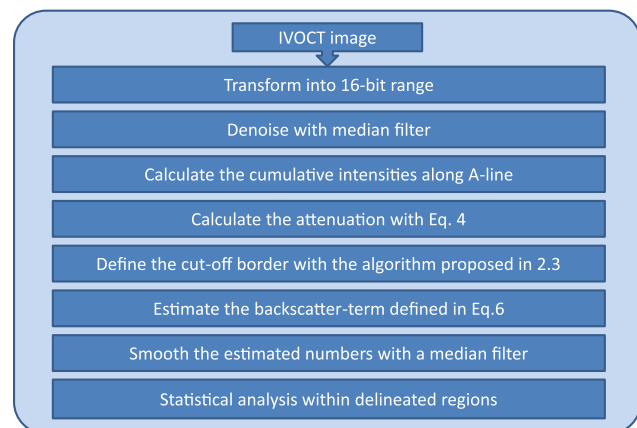 IVOCT image
Transform into 16-bit range
Denoise with median filter
Calculate the cumulative intensities along A-line
Calculate the attenuation with Eq. 4
Define the cut-off border with the algorithm proposed in 2.3
Estimate the backscatter-term defined in Eq.6
Smooth the estimated numbers with a median filter
Statistical analysis within delineated regions